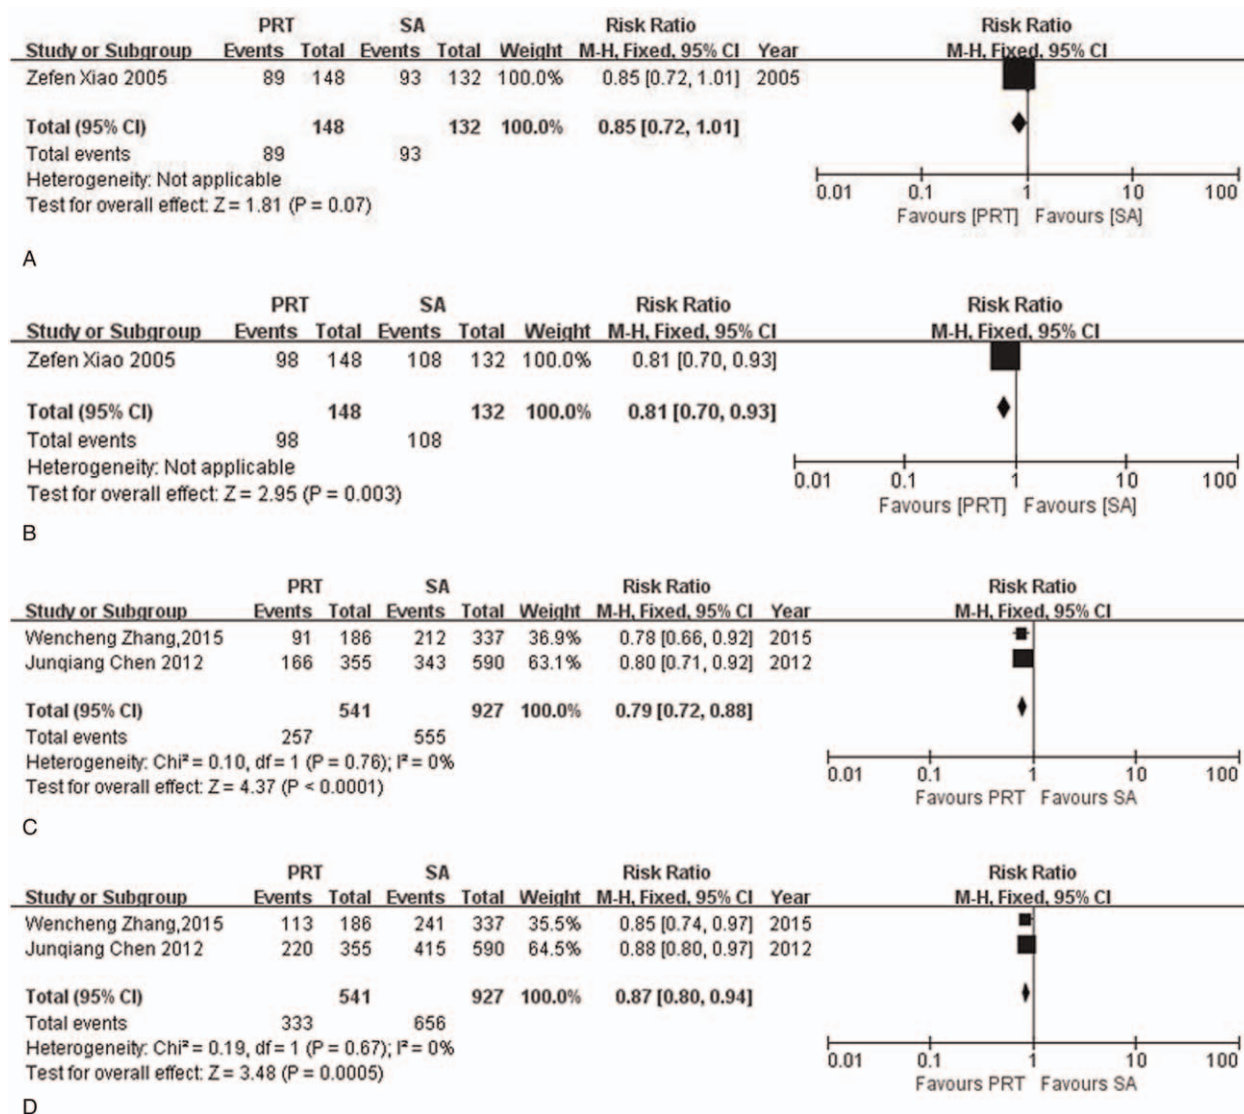 PRT SA Risk Ratio Risk Ratio
Study or Subgroup Events Total Events Total Weight M-H, Fixed, 95% CI Year M-H, Fixed, 95% CI
Zefen Xiao 2005 89 148 93 132 100.0% 0.85 [0.72, 1.01] 2005
Total (95% CI) 148 132 100.0% 0.85 [0.72, 1.01]
Total events 89 93
Heterogeneity: Not applicable
Test for overall effect: Z = 1.81 (P = 0.07)
0.01 0.1 1 10 100
Favours [PRT] Favours [SA]
A
PRT SA Risk Ratio Risk Ratio
Study or Subgroup Events Total Events Total Weight M-H, Fixed, 95% CI M-H, Fixed, 95% CI
Zefen Xiao 2005 98 148 108 132 100.0% 0.81 [0.70, 0.93]
Total (95% CI) 148 132 100.0% 0.81 [0.70, 0.93]
Total events 98 108
Heterogeneity: Not applicable
Test for overall effect: Z = 2.95 (P = 0.003)
0.01 0.1 1 10 100
Favours [PRT] Favours [SA]
B
PRT SA Risk Ratio Risk Ratio
Study or Subgroup Events Total Events Total Weight M-H, Fixed, 95% CI Year M-H, Fixed, 95% CI
Wencheng Zhang,2015 91 186 212 337 36.9% 0.78 [0.66, 0.92] 2015
Junqiang Chen 2012 166 355 343 590 63.1% 0.80 [0.71, 0.92] 2012
Total (95% CI) 541 927 100.0% 0.79 [0.72, 0.88]
Total events 257 555
Heterogeneity: Chi² = 0.10, df = 1 (P = 0.76); I² = 0%
Test for overall effect: Z = 4.37 (P < 0.0001)
0.01 0.1 1 10 100
Favours PRT Favours SA
C
PRT SA Risk Ratio Risk Ratio
Study or Subgroup Events Total Events Total Weight M-H, Fixed, 95% CI Year M-H, Fixed, 95% CI
Wencheng Zhang,2015 113 186 241 337 35.5% 0.85 [0.74, 0.97] 2015
Junqiang Chen 2012 220 355 415 590 64.5% 0.88 [0.80, 0.97] 2012
Total (95% CI) 541 927 100.0% 0.87 [0.80, 0.94]
Total events 333 656
Heterogeneity: Chi² = 0.19, df = 1 (P = 0.67); I² = 0%
Test for overall effect: Z = 3.48 (P = 0.0005)
0.01 0.1 1 10 100
Favours PRT Favours SA
D